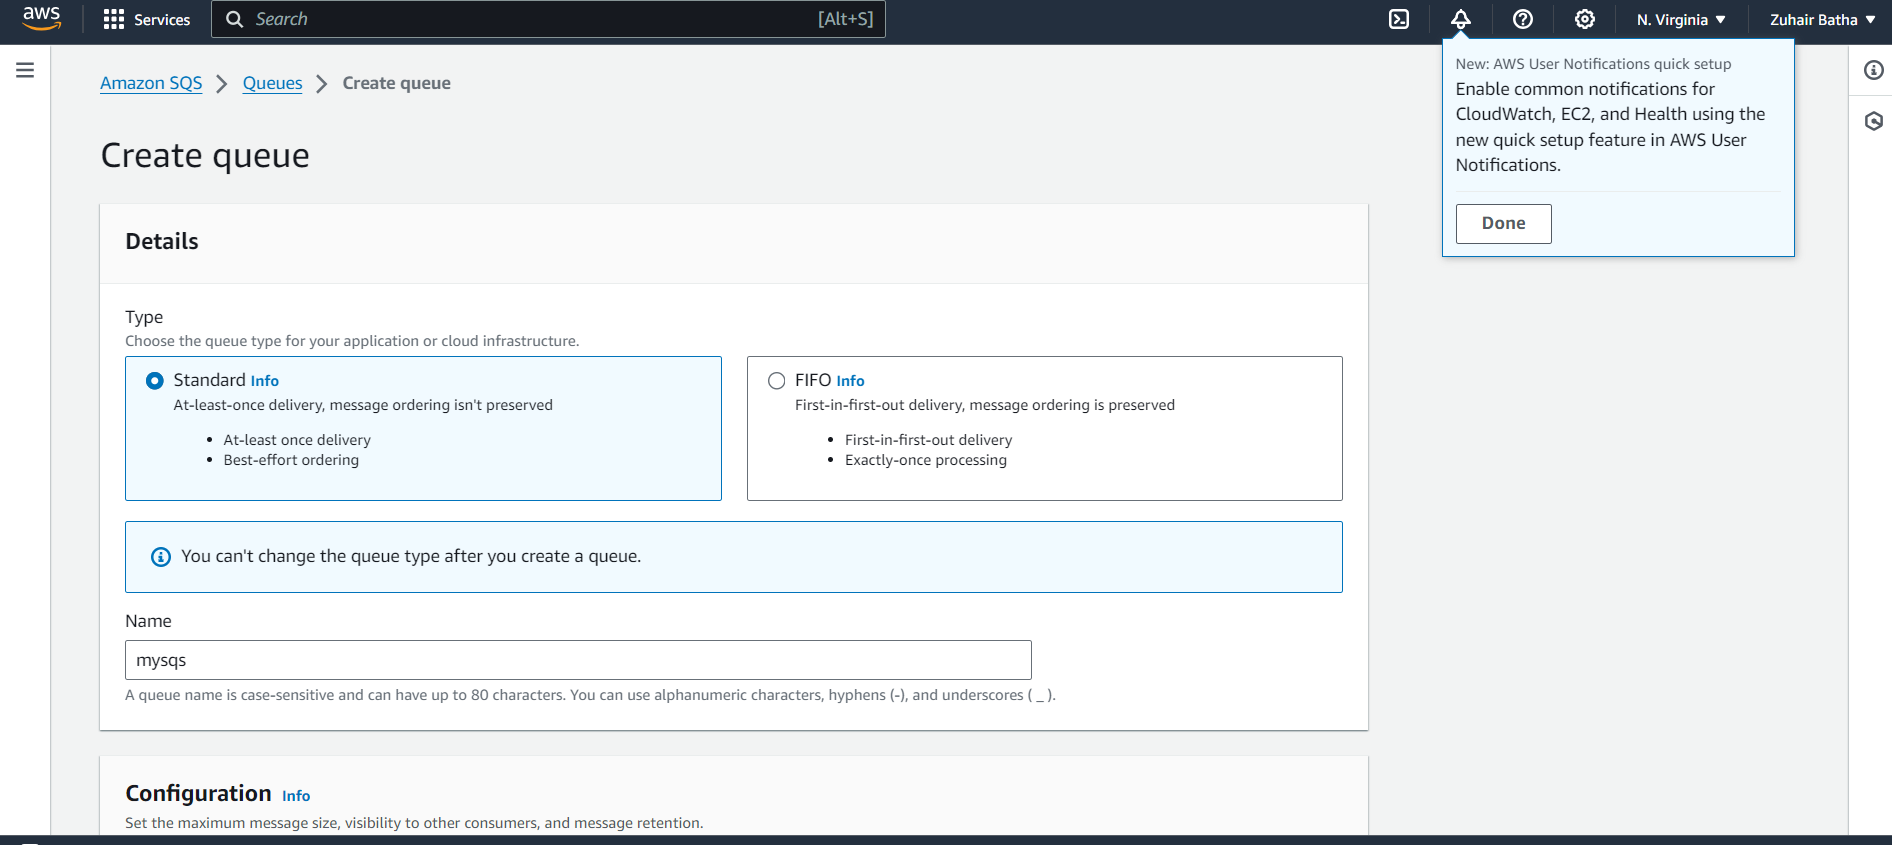 aws
Services
Search
[Alt+S]
N. Virginia
Zuhair Batha
New: AWS User Notifications quick setup
Enable common notifications for
CloudWatch, EC2, and Health using the
new quick setup feature in AWS User
Notifications.
Done
Amazon SQS
Queues
Create queue
Create queue
Details
Type
Choose the queue type for your application or cloud infrastructure.
Standard Info
At-least-once delivery, message ordering isn't preserved
• At-least once delivery
• Best-effort ordering
FIFO Info
First-in-first-out delivery, message ordering is preserved
• First-in-first-out delivery
• Exactly-once processing
You can't change the queue type after you create a queue.
Name
mysqs
A queue name is case-sensitive and can have up to 80 characters. You can use alphanumeric characters, hyphens (-), and underscores ( _ ).
Configuration Info
Set the maximum message size, visibility to other consumers, and message retention.